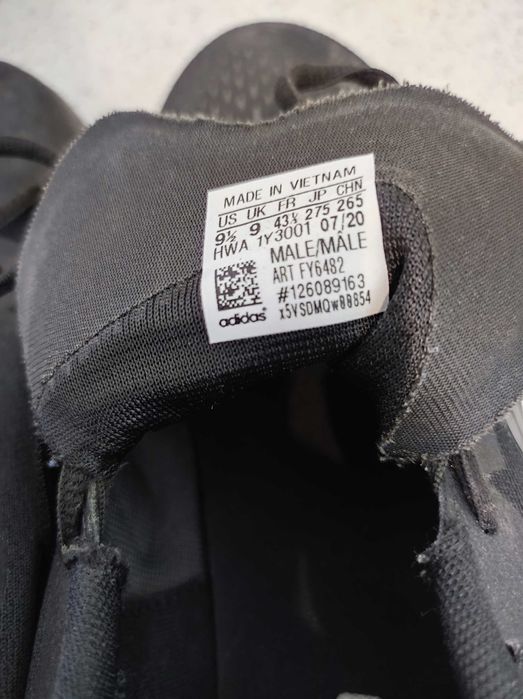 MADE IN VIETNAM
US UK FR JP CHN
9½ 9 43⅓ 275 265
HWA 1Y3001 07/20
MALE/MÂLE
ART FY6482
#126089163
adidas